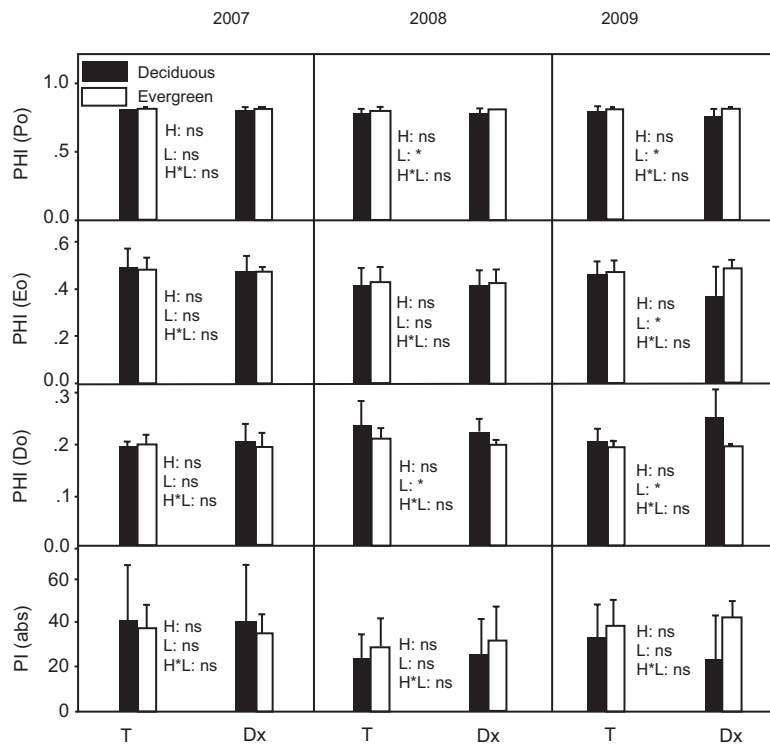 2007 2008 2009
Deciduous
Evergreen
PHI (Po)
1.0
.5
0.0
H: ns
L: ns
H*L: ns
H: ns
L: *
H*L: ns
H: ns
L: *
H*L: ns
PHI (Eo)
.6
.4
.2
0.0
H: ns
L: ns
H*L: ns
H: ns
L: ns
H*L: ns
H: ns
L: *
H*L: ns
PHI (Do)
.3
.2
.1
0.0
H: ns
L: ns
H*L: ns
H: ns
L: *
H*L: ns
H: ns
L: *
H*L: ns
PI (abs)
60
40
20
0
H: ns
L: ns
H*L: ns
H: ns
L: ns
H*L: ns
H: ns
L: ns
H*L: ns
T Dx T Dx T Dx